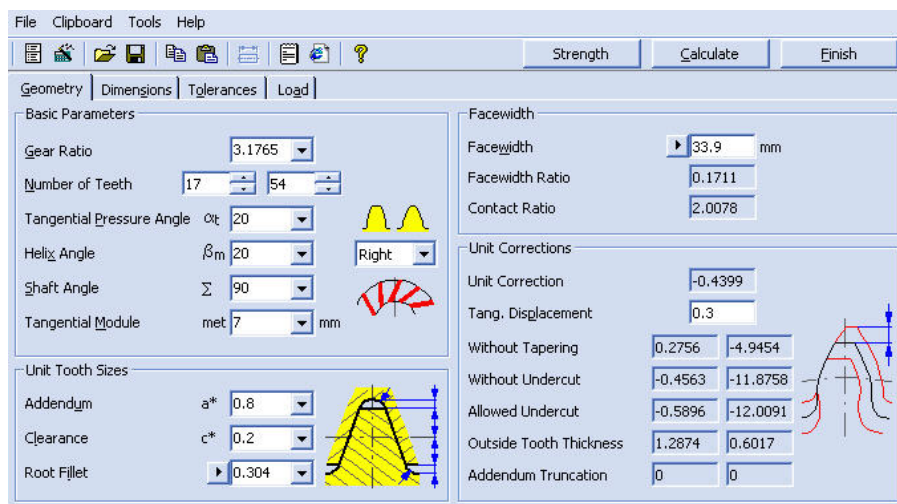 File Clipboard Tools Help
Strength Calculate Finish
Geometry Dimensions Tolerances Load
Basic Parameters
Gear Ratio 3.1765
Number of Teeth 17 54
Tangential Pressure Angle αt 20
Helix Angle βm 20 Right
Shaft Angle Σ 90
Tangential Module met 7 mm
Unit Tooth Sizes
Addendum a* 0.8
Clearance c* 0.2
Root Fillet 0.304
Facewidth
Facewidth 33.9 mm
Facewidth Ratio 0.1711
Contact Ratio 2.0078
Unit Corrections
Unit Correction -0.4399
Tang. Displacement 0.3
Without Tapering 0.2756 -4.9454
Without Undercut -0.4563 -11.8758
Allowed Undercut -0.5896 -12.0091
Outside Tooth Thickness 1.2874 0.6017
Addendum Truncation 0 0